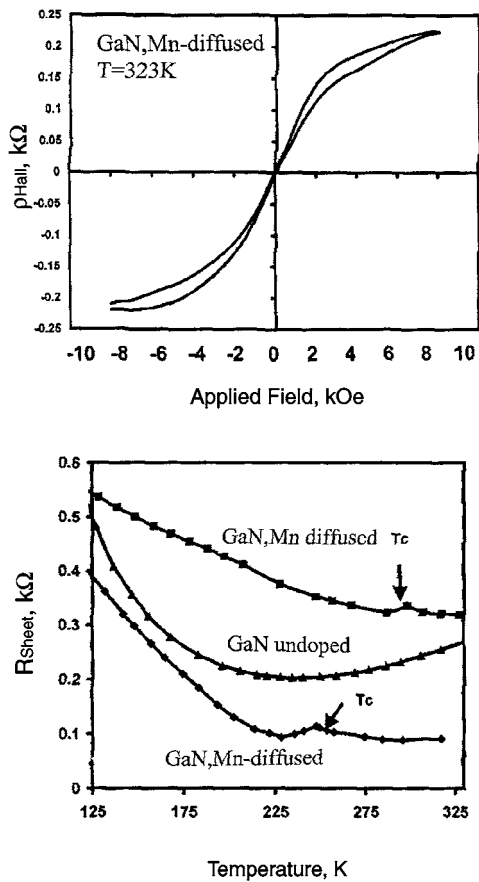 0.25
GaN,Mn-diffused
0.2
T=323K
0.15
0.1
0.05
0
-0.05
-0.1
-0.15
-0.2
-0.25
ρHall, kΩ
-10 -8 -6 -4 -2 0 2 4 6 8 10
Applied Field, kOe
0.6
0.5
GaN,Mn diffused Tc
0.4
0.3
GaN undoped
0.2
Tc
0.1
GaN,Mn-diffused
0
RSheet, kΩ
125 175 225 275 325
Temperature, K